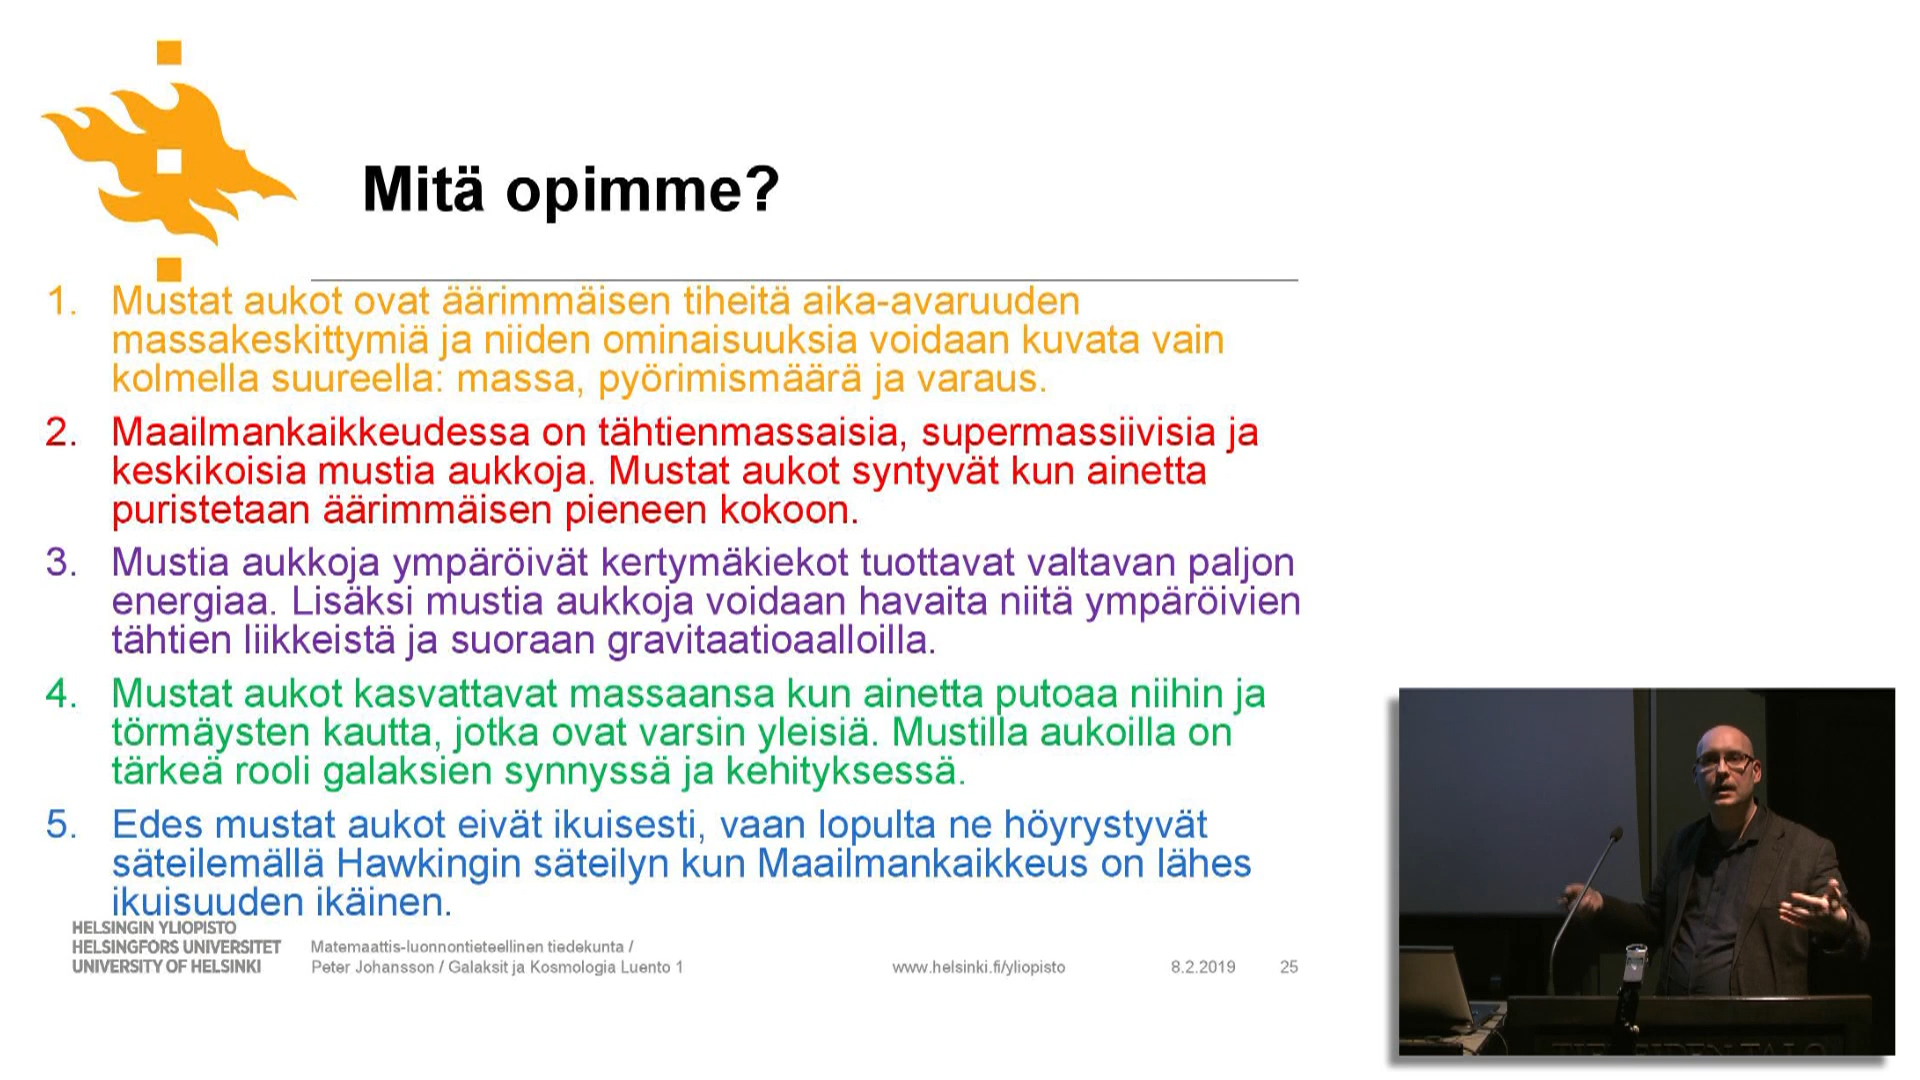 Mitä opimme?
1. Mustat aukot ovat äärimmäisen tiheitä aika-avaruuden
massakeskittymiä ja niiden ominaisuuksia voidaan kuvata vain
kolmella suureella: massa, pyörimismäärä ja varaus.
2. Maailmankaikkeudessa on tähtienmassaisia, supermassiivisia ja
keskikoisia mustia aukkoja. Mustat aukot syntyvät kun ainetta
puristetaan äärimmäisen pieneen kokoon.
3. Mustia aukkoja ympäröivät kertymäkiekot tuottavat valtavan paljon
energiaa. Lisäksi mustia aukkoja voidaan havaita niitä ympäröivien
tähtien liikkeistä ja suoraan gravitaatioaalloilla.
4. Mustat aukot kasvattavat massaansa kun ainetta putoaa niihin ja
törmäysten kautta, jotka ovat varsin yleisiä. Mustilla aukoilla on
tärkeä rooli galaksien synnyssä ja kehityksessä.
5. Edes mustat aukot eivät ikuisesti, vaan lopulta ne höyrystyvät
säteilemällä Hawkingin säteilyn kun Maailmankaikkeus on lähes
ikuisuuden ikäinen.
HELSINGIN YLIOPISTO
HELSINGFORS UNIVERSITET
UNIVERSITY OF HELSINKI
Matemaattis-luonnontieteellinen tiedekunta /
Peter Johansson / Galaksit ja Kosmologia Luento 1
www.helsinki.fi/yliopisto
8.2.2019
25